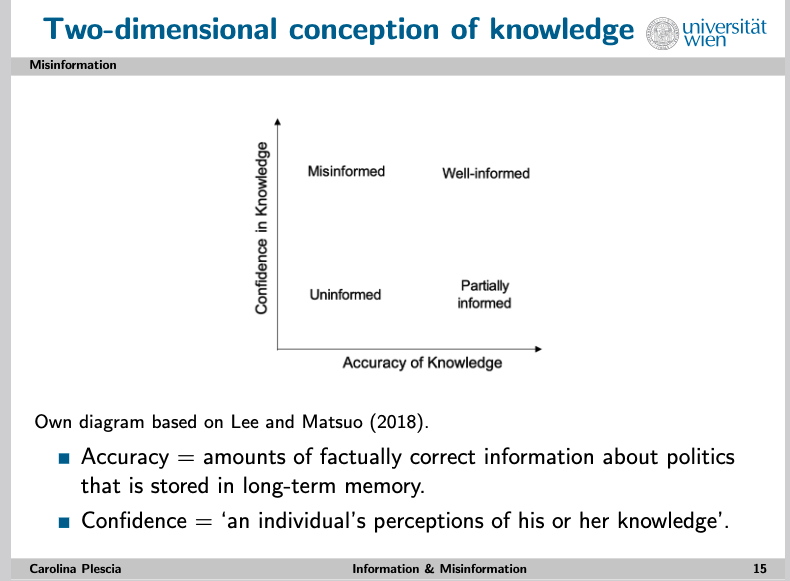 Two-dimensional conception of knowledge
universität
wien
Misinformation
Confidence in Knowledge
Misinformed
Well-informed
Uninformed
Partially
informed
Accuracy of Knowledge
Own diagram based on Lee and Matsuo (2018).
■ Accuracy = amounts of factually correct information about politics
that is stored in long-term memory.
■ Confidence = ‘an individual’s perceptions of his or her knowledge’.
Carolina Plescia
Information & Misinformation
15